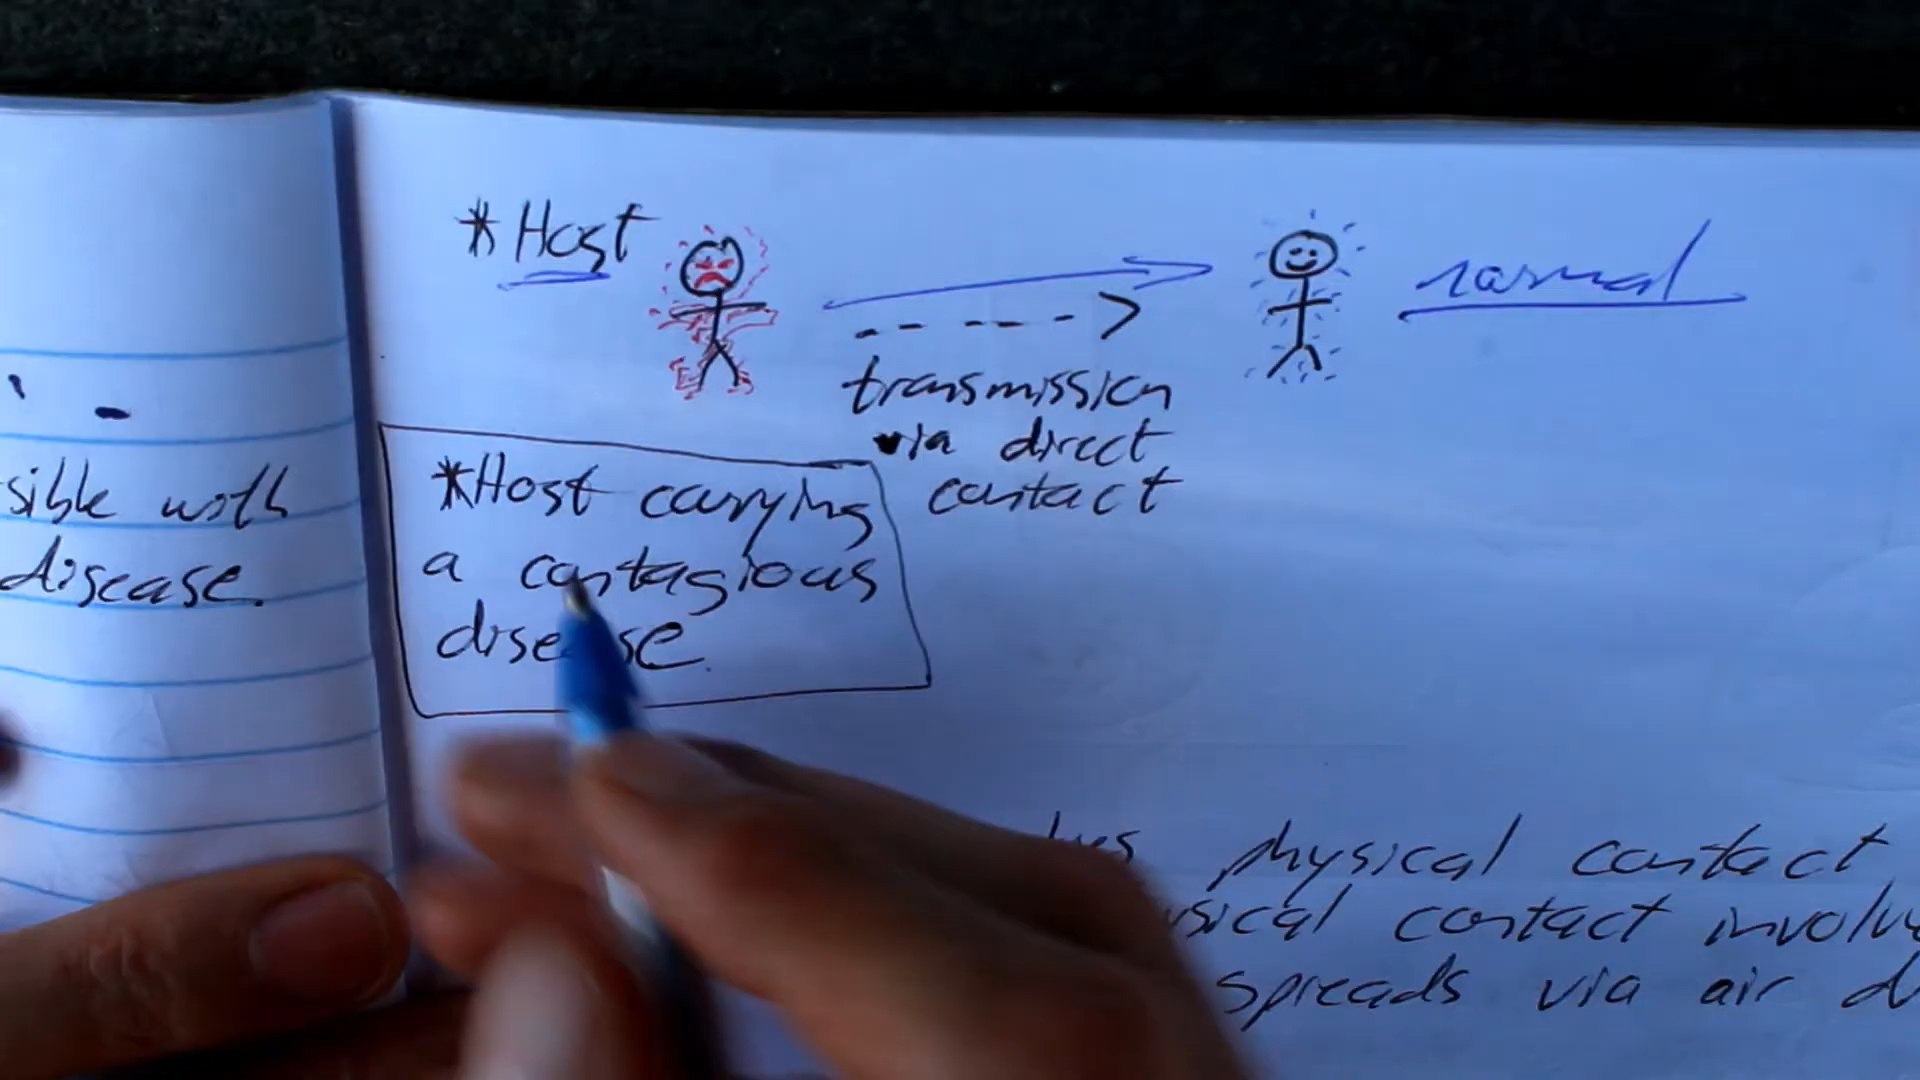 sible with
disease.
*Host
normal
transmission
via direct
contact
*Host carrying
a contagious
disease.
physical contact
contact involv
spreads via air d